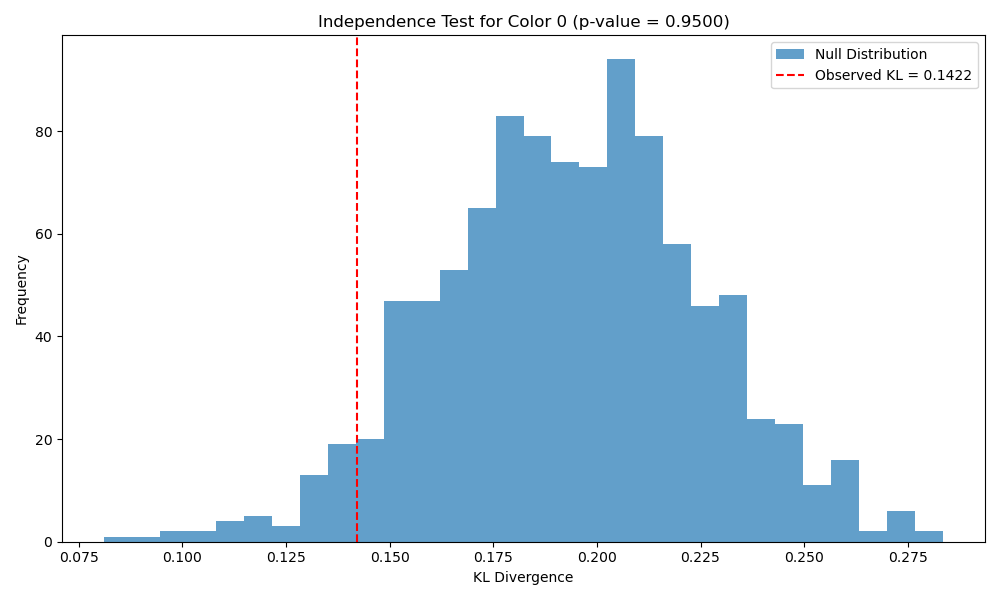 Independence Test for Color 0 (p-value = 0.9500)
Null Distribution
Observed KL = 0.1422
Frequency
80
60
40
20
0
0.075 0.100 0.125 0.150 0.175 0.200 0.225 0.250 0.275
KL Divergence